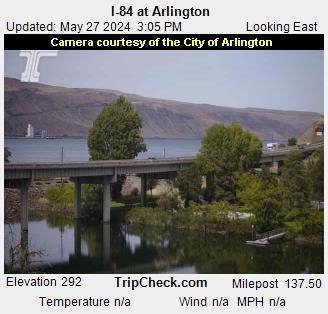 I-84 at Arlington
Updated: May 27 2024 3:05 PM Looking East
Camera courtesy of the City of Arlington
Elevation 292 TripCheck.com Milepost 137.50
Temperature n/a Wind n/a MPH n/a